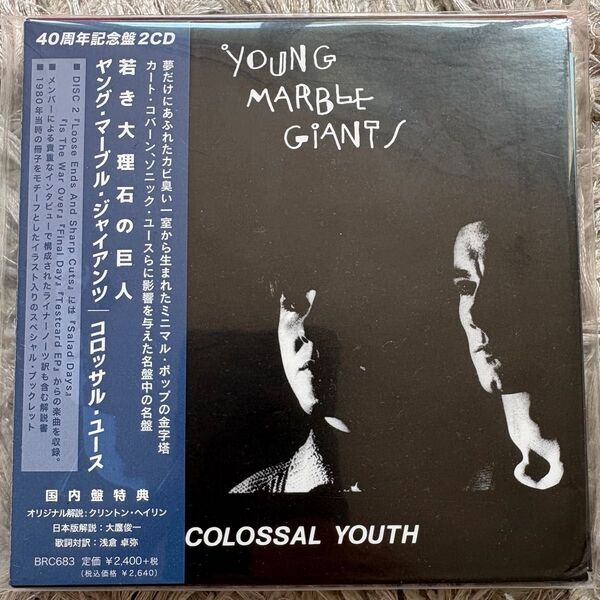 40周年記念盤2CD
夢だけにあふれたカビ臭い一室から生まれたミニマル・ポップの金字塔
カート・コバーン、ソニック・ユースらに影響を与えた名盤中の名盤
若き大理石の巨人
ヤング・マーブル・ジャイアンツ│コロッサル・ユース
■ DISC 2『Loose Ends And Sharp Cuts』には『Salad Days』
『Is The War Over』『Final Day』『Testcard EP』からの楽曲を収録。
■ メンバーによる貴重なインタビューで構成されたライナーノーツ訳も含む解説書
■ 1980年当時の冊子をモチーフとしたイラスト入りのスペシャル・ブックレット
国内盤特典
オリジナル解説：クリントン・ヘイリン
日本版解説：大鷹俊一
歌詞対訳：浅倉 卓弥
BRC683 定価 ¥2,400+税
(税込価格 ¥2,640)
YOUNG
MARBLE
GIANTS
COLOSSAL YOUTH